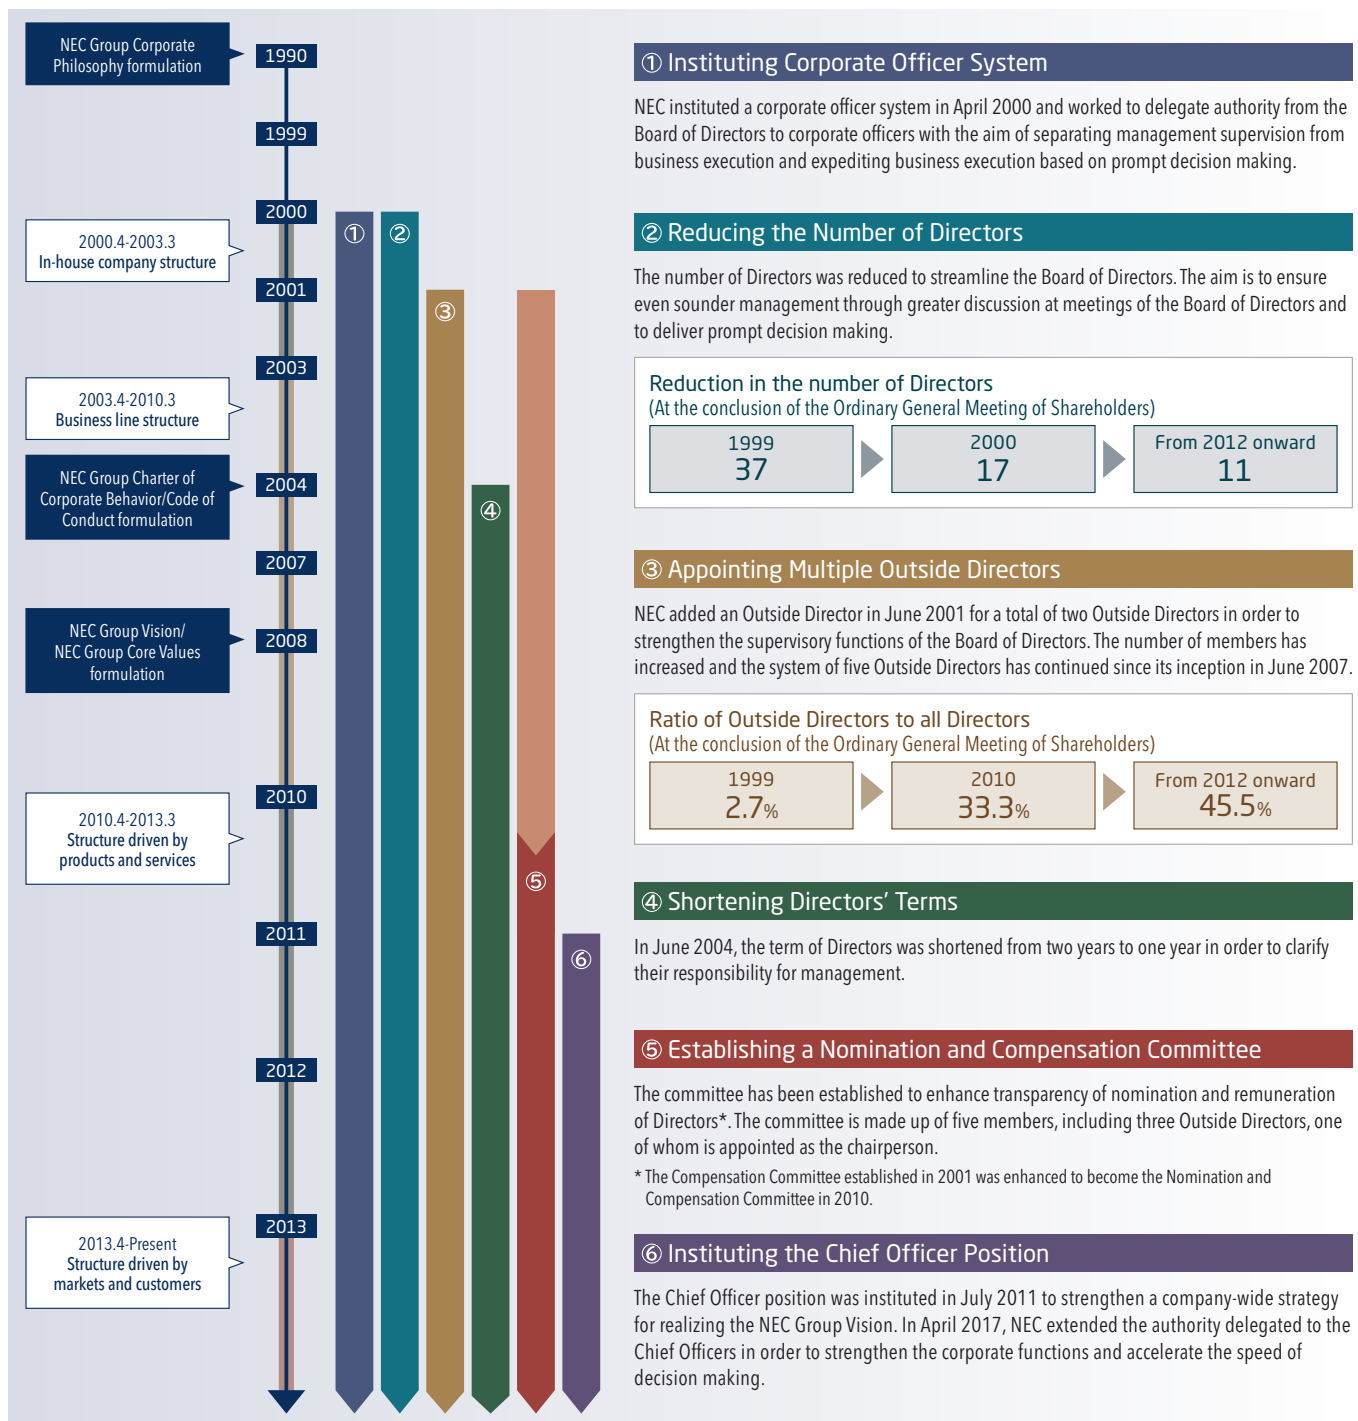 NEC Group Corporate
Philosophy formulation
1990
1999
2000
2000.4-2003.3
In-house company structure
2001
2003
2003.4-2010.3
Business line structure
NEC Group Charter of
Corporate Behavior/Code of
Conduct formulation
2004
2007
NEC Group Vision/
NEC Group Core Values
formulation
2008
2010
2010.4-2013.3
Structure driven by
products and services
2011
2012
2013
2013.4-Present
Structure driven by
markets and customers
①
②
③
④
⑤
⑥
① Instituting Corporate Officer System
NEC instituted a corporate officer system in April 2000 and worked to delegate authority from the
Board of Directors to corporate officers with the aim of separating management supervision from
business execution and expediting business execution based on prompt decision making.
② Reducing the Number of Directors
The number of Directors was reduced to streamline the Board of Directors. The aim is to ensure
even sounder management through greater discussion at meetings of the Board of Directors and
to deliver prompt decision making.
Reduction in the number of Directors
(At the conclusion of the Ordinary General Meeting of Shareholders)
1999
37
2000
17
From 2012 onward
11
③ Appointing Multiple Outside Directors
NEC added an Outside Director in June 2001 for a total of two Outside Directors in order to
strengthen the supervisory functions of the Board of Directors. The number of members has
increased and the system of five Outside Directors has continued since its inception in June 2007.
Ratio of Outside Directors to all Directors
(At the conclusion of the Ordinary General Meeting of Shareholders)
1999
2.7%
2010
33.3%
From 2012 onward
45.5%
④ Shortening Directors' Terms
In June 2004, the term of Directors was shortened from two years to one year in order to clarify
their responsibility for management.
⑤ Establishing a Nomination and Compensation Committee
The committee has been established to enhance transparency of nomination and remuneration
of Directors*. The committee is made up of five members, including three Outside Directors, one
of whom is appointed as the chairperson.
* The Compensation Committee established in 2001 was enhanced to become the Nomination and
Compensation Committee in 2010.
⑥ Instituting the Chief Officer Position
The Chief Officer position was instituted in July 2011 to strengthen a company-wide strategy
for realizing the NEC Group Vision. In April 2017, NEC extended the authority delegated to the
Chief Officers in order to strengthen the corporate functions and accelerate the speed of
decision making.